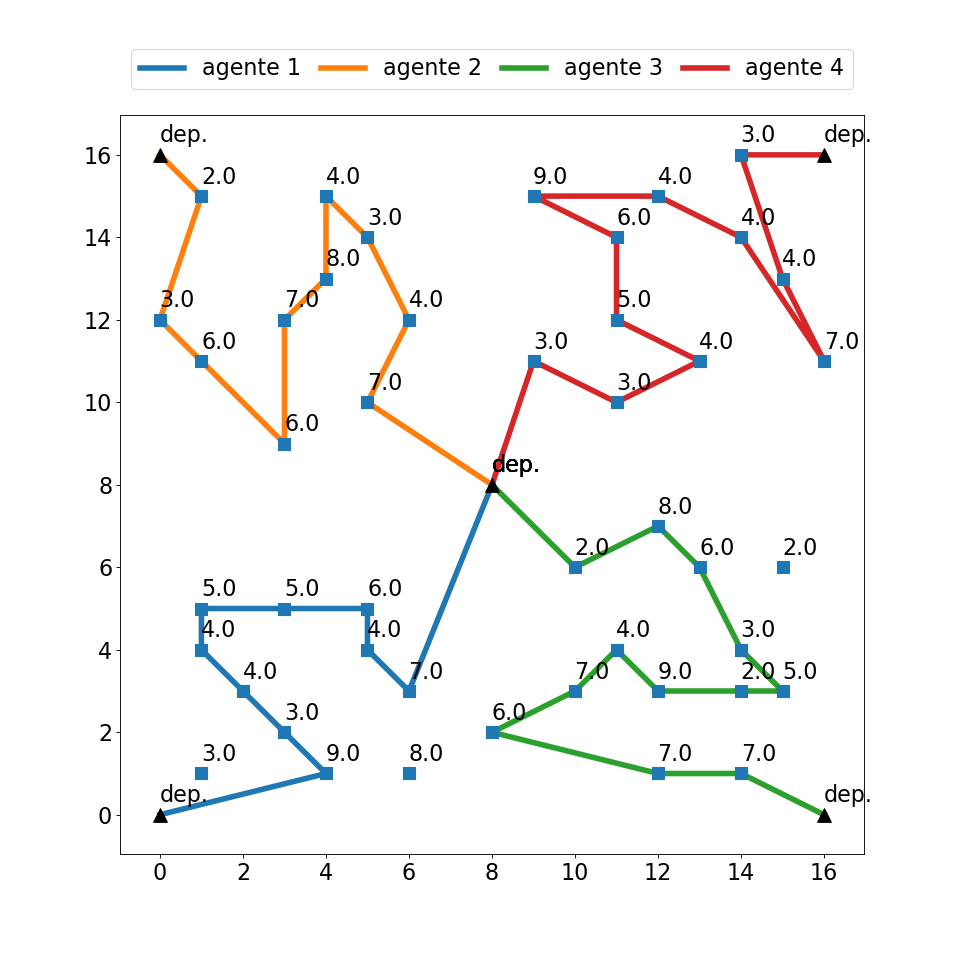 agente 1 agente 2 agente 3 agente 4
3.0 dep.
16 dep.
2.0 4.0 9.0 4.0
14 3.0 6.0 4.0
8.0 4.0
12 3.0 7.0 4.0 5.0
6.0 3.0 4.0 7.0
10 7.0 3.0
6.0
8 dep.
8.0
6 2.0 6.0 2.0
5.0 5.0 6.0
4 4.0 4.0 4.0 3.0
4.0 7.0 7.0 9.0 2.0 5.0
2 3.0 6.0
3.0 9.0 8.0 7.0 7.0
0 dep. dep.
0 2 4 6 8 10 12 14 16